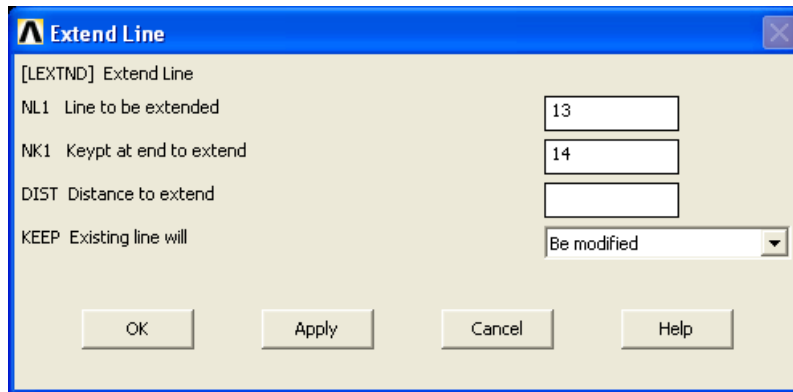 Extend Line
[LEXTND] Extend Line
NL1 Line to be extended 13
NK1 Keypt at end to extend 14
DIST Distance to extend
KEEP Existing line will Be modified
OK Apply Cancel Help